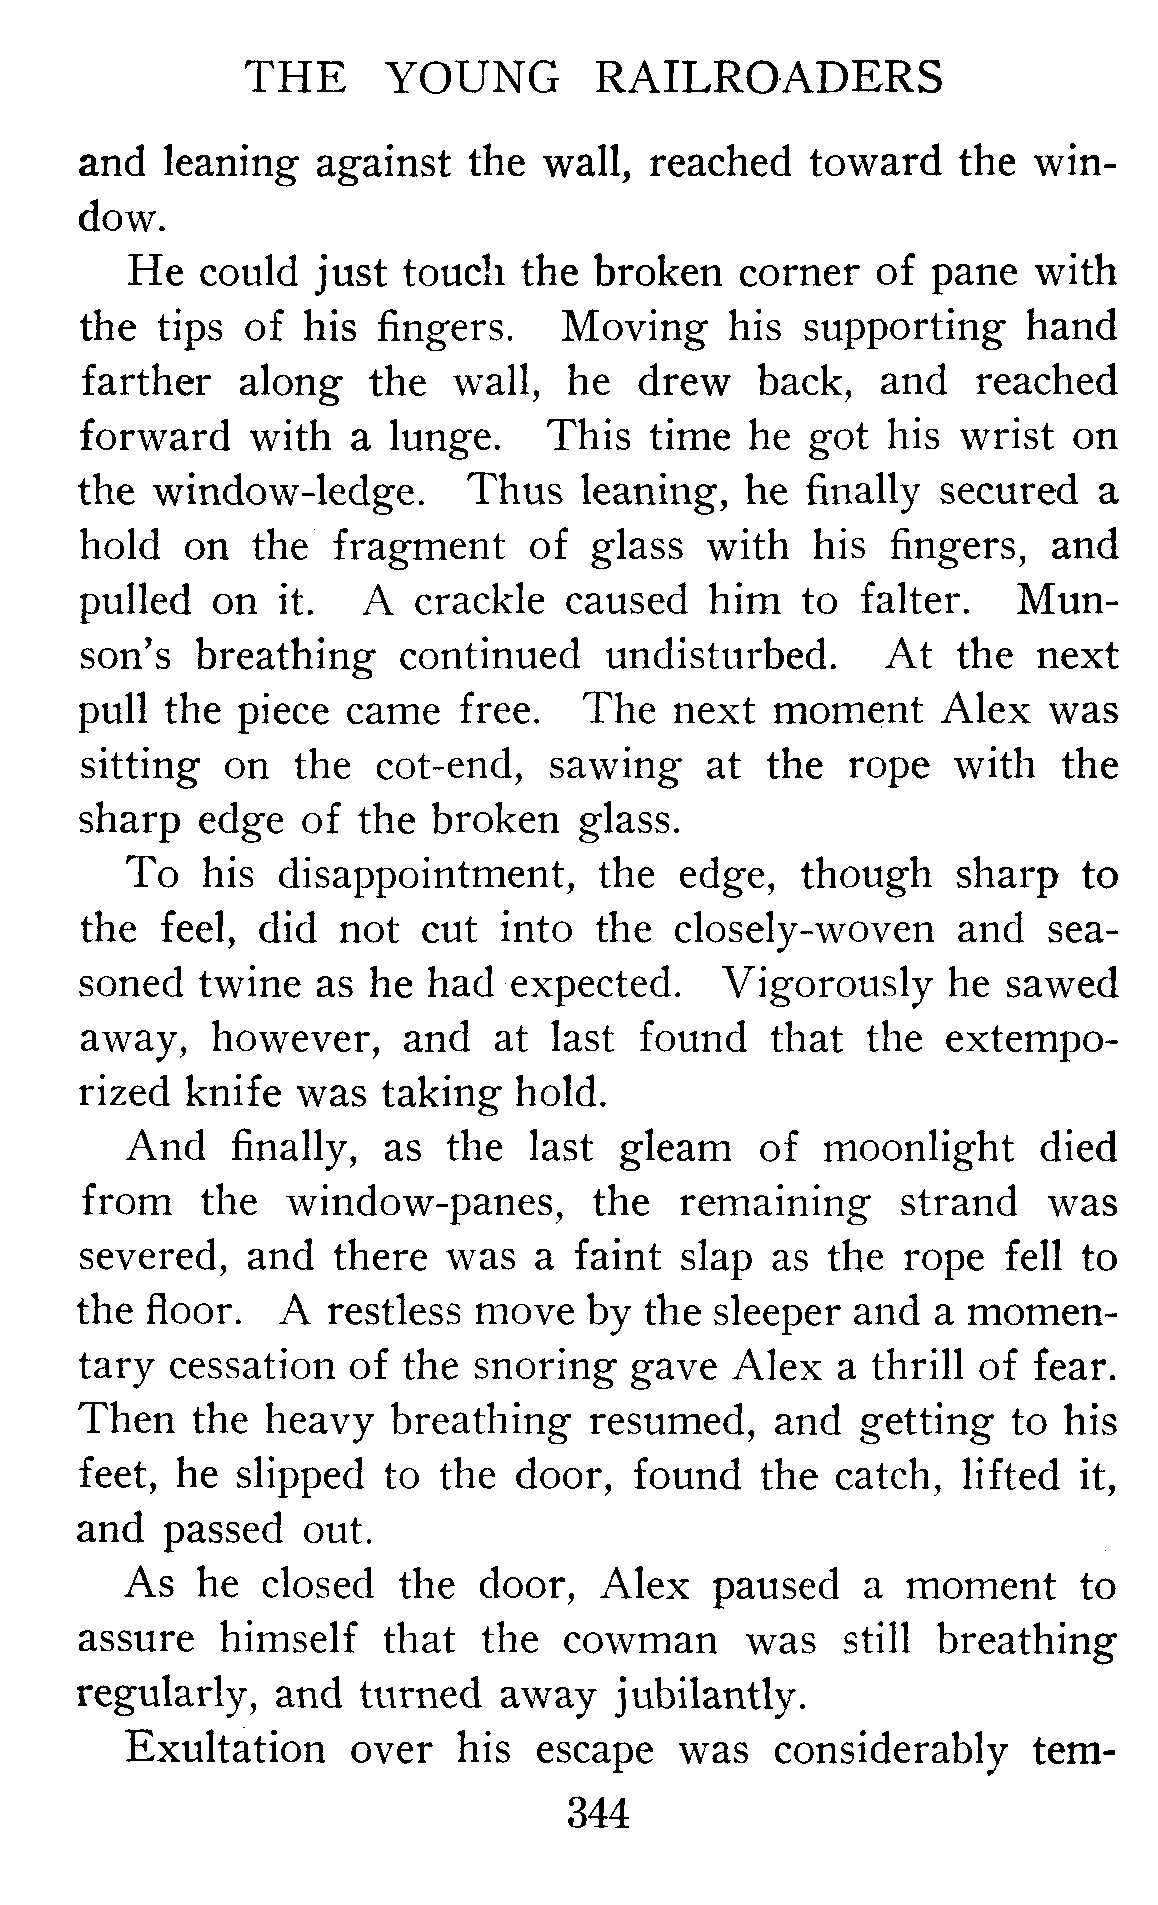 THE YOUNG RAILROADERS
and leaning against the wall, reached toward the win-
dow.
He could just touch the broken corner of pane with
the tips of his fingers. Moving his supporting hand
farther along the wall, he drew back, and reached
forward with a lunge. This time he got his wrist on
the window-ledge. Thus leaning, he finally secured a
hold on the fragment of glass with his fingers, and
pulled on it. A crackle caused him to falter. Mun-
son's breathing continued undisturbed. At the next
pull the piece came free. The next moment Alex was
sitting on the cot-end, sawing at the rope with the
sharp edge of the broken glass.
To his disappointment, the edge, though sharp to
the feel, did not cut into the closely-woven and sea-
soned twine as he had expected. Vigorously he sawed
away, however, and at last found that the extempo-
rized knife was taking hold.
And finally, as the last gleam of moonlight died
from the window-panes, the remaining strand was
severed, and there was a faint slap as the rope fell to
the floor. A restless move by the sleeper and a momen-
tary cessation of the snoring gave Alex a thrill of fear.
Then the heavy breathing resumed, and getting to his
feet, he slipped to the door, found the catch, lifted it,
and passed out.
As he closed the door, Alex paused a moment to
assure himself that the cowman was still breathing
regularly, and turned away jubilantly.
Exultation over his escape was considerably tem-
344